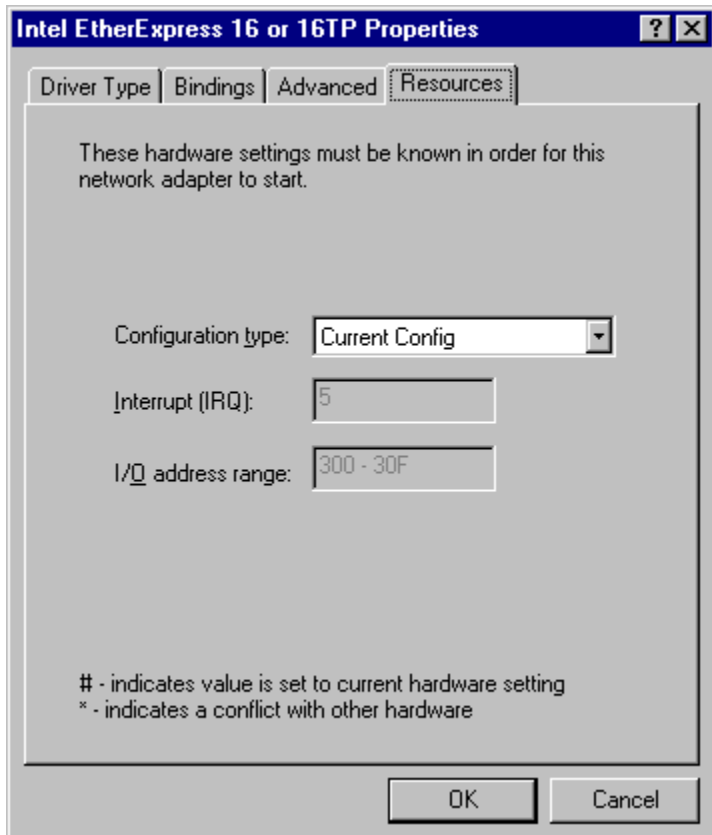 Intel EtherExpress 16 or 16TP Properties
Driver Type Bindings Advanced Resources
These hardware settings must be known in order for this
network adapter to start.
Configuration type: Current Config
Interrupt (IRQ): 5
I/O address range: 300 - 30F
# - indicates value is set to current hardware setting
* - indicates a conflict with other hardware
OK Cancel